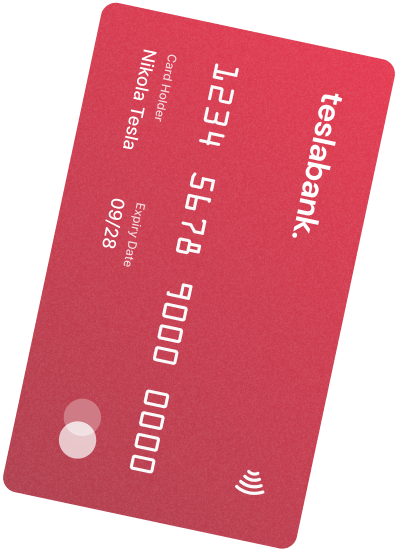 teslabank.
1234 5678 9000 0000
Card Holder
Nikola Tesla
Expiry Date
09/28